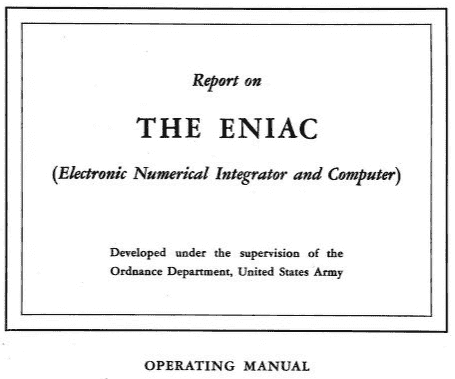 Report on
THE ENIAC
(Electronic Numerical Integrator and Computer)
Developed under the supervision of the
Ordnance Department, United States Army
OPERATING MANUAL